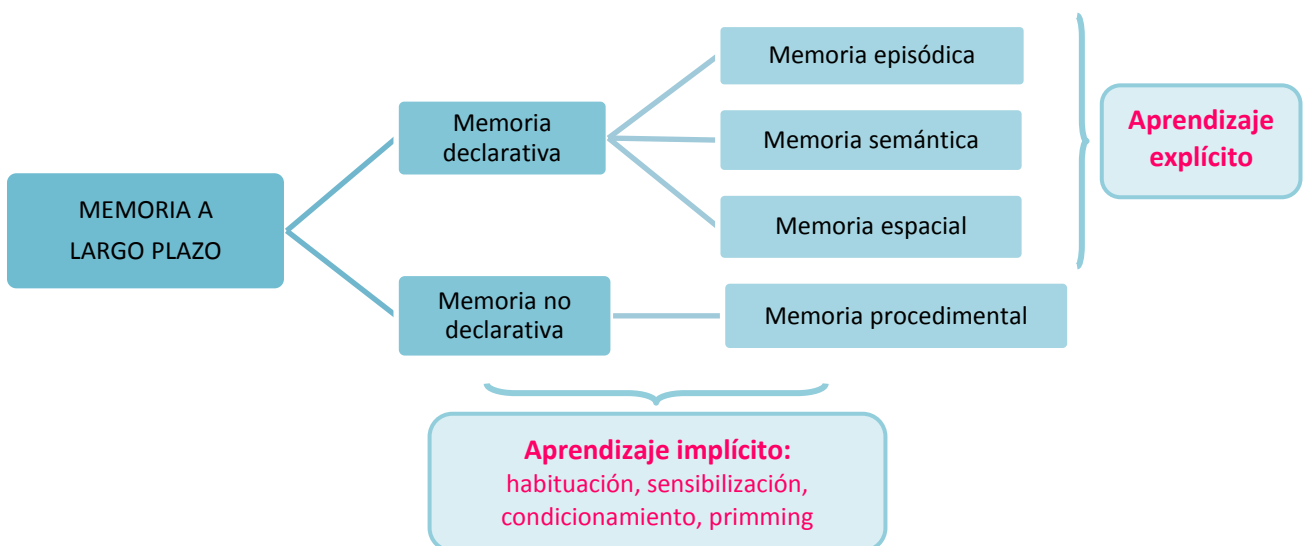 MEMORIA A
LARGO PLAZO
Memoria
declarativa
Memoria no
declarativa
Memoria episódica
Memoria semántica
Memoria espacial
Memoria procedimental
Aprendizaje
explícito
Aprendizaje implícito:
habituación, sensibilización,
condicionamiento, primming